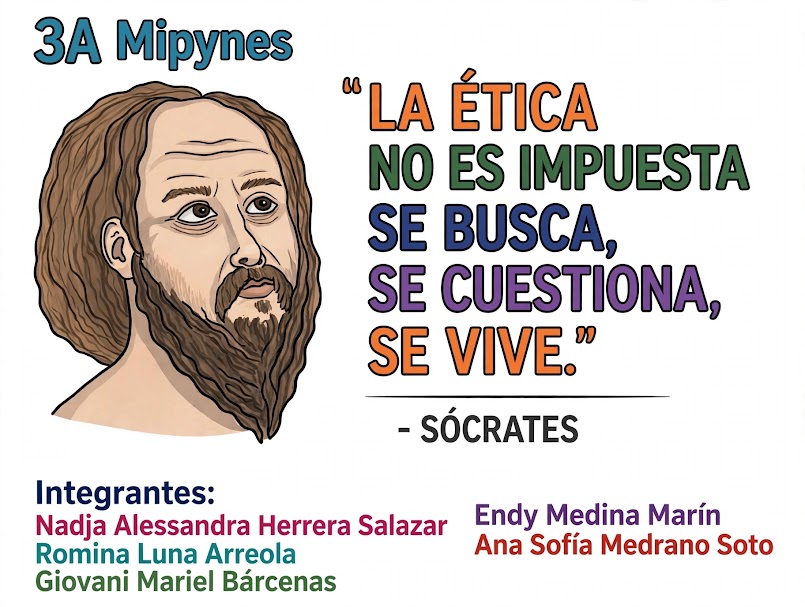 3A Mipynes
“LA ÉTICA
NO ES IMPUESTA
SE BUSCA,
SE CUESTIONA,
SE VIVE.”
- SÓCRATES
Integrantes:
Nadja Alessandra Herrera Salazar
Romina Luna Arreola
Giovani Mariel Bárcenas
Endy Medina Marín
Ana Sofía Medrano Soto